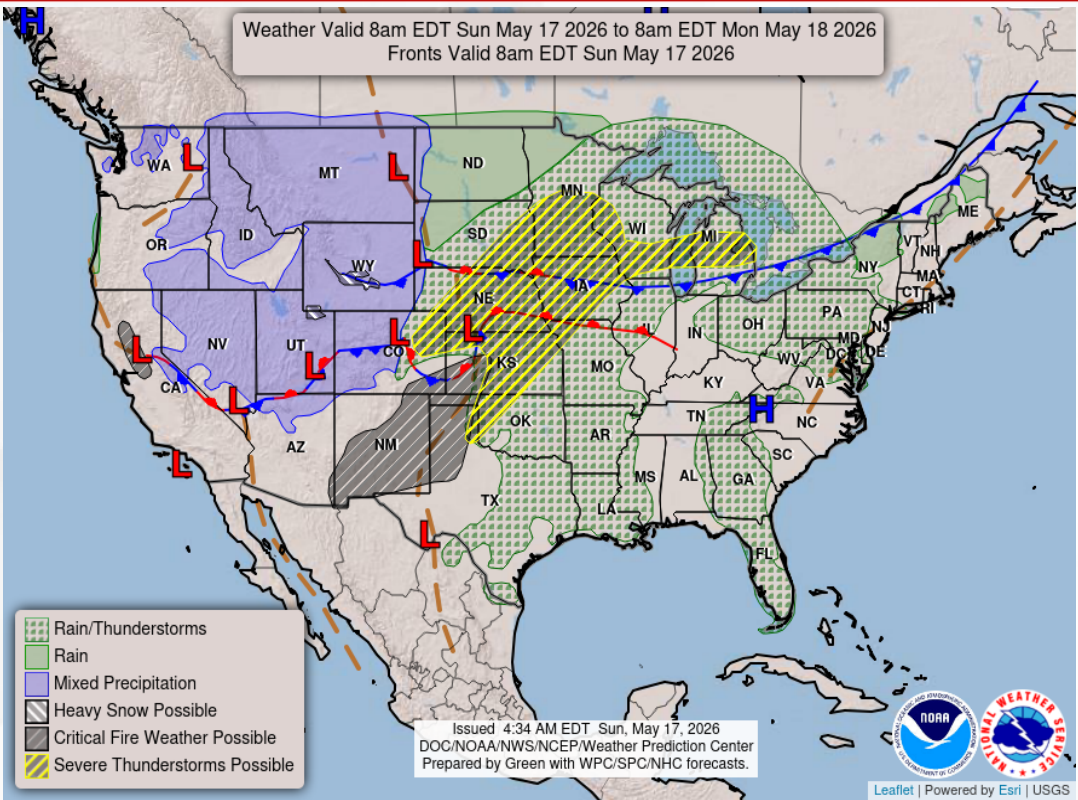 Weather Valid 8am EDT Sun May 17 2026 to 8am EDT Mon May 18 2026
Fronts Valid 8am EDT Sun May 17 2026
H
H
WA
L
MT
L
ND
MN
OR
ID
WY
L
SD
WI
MI
ME
VT
NH
NY
MA
CT
RI
NE
IA
L
L
NV
UT
L
L
CO
L
KS
IL
IN
OH
PA
NJ
MD
DE
DC
WV
VA
MO
KY
CA
L
H
TN
NC
OK
AR
SC
AZ
NM
MS
AL
GA
L
TX
LA
L
FL
Rain/Thunderstorms
Rain
Mixed Precipitation
Heavy Snow Possible
Critical Fire Weather Possible
Severe Thunderstorms Possible
Issued 4:34 AM EDT Sun, May 17, 2026
DOC/NOAA/NWS/NCEP/Weather Prediction Center
Prepared by Green with WPC/SPC/NHC forecasts.
NOAA
NATIONAL WEATHER SERVICE
Leaflet | Powered by Esri | USGS